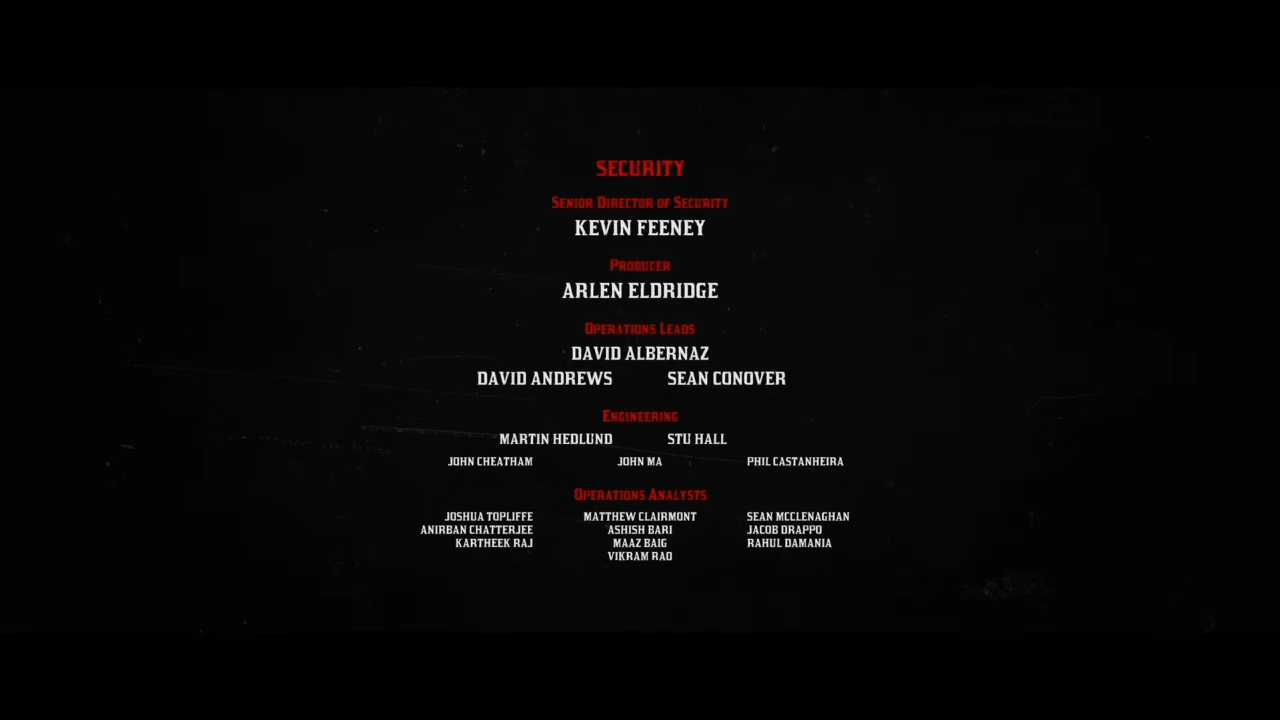 SECURITY
SENIOR DIRECTOR OF SECURITY
KEVIN FEENEY
PRODUCER
ARLEN ELDRIDGE
OPERATIONS LEADS
DAVID ALBERNAZ
DAVID ANDREWS SEAN CONOVER
ENGINEERING
MARTIN HEDLUND STU HALL
JOHN CHEATHAM JOHN MA PHIL CASTANHEIRA
OPERATIONS ANALYSTS
JOSHUA TOPLIFFE MATTHEW CLAIRMONT SEAN MCCLENAGHAN
ANIRBAN CHATTERJEE ASHISH BARI JACOB DRAPPO
KARTHEEK RAJ MAAZ BAIG RAHUL DAMANIA
VIKRAM RAO